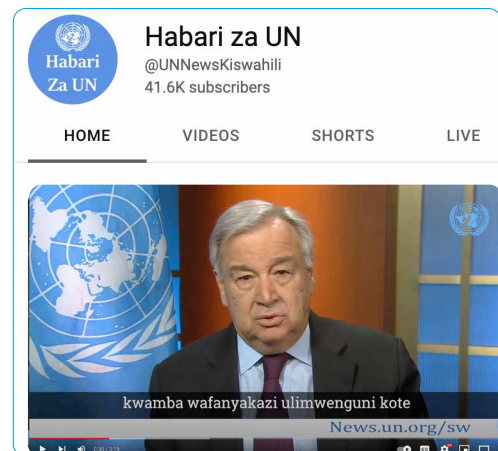 Habari
Za UN
Habari za UN
@UNNewsKiswahili
41.6K subscribers
HOME VIDEOS SHORTS LIVE
kwamba wafanyakazi ulimwenguni kote
News.un.org/sw